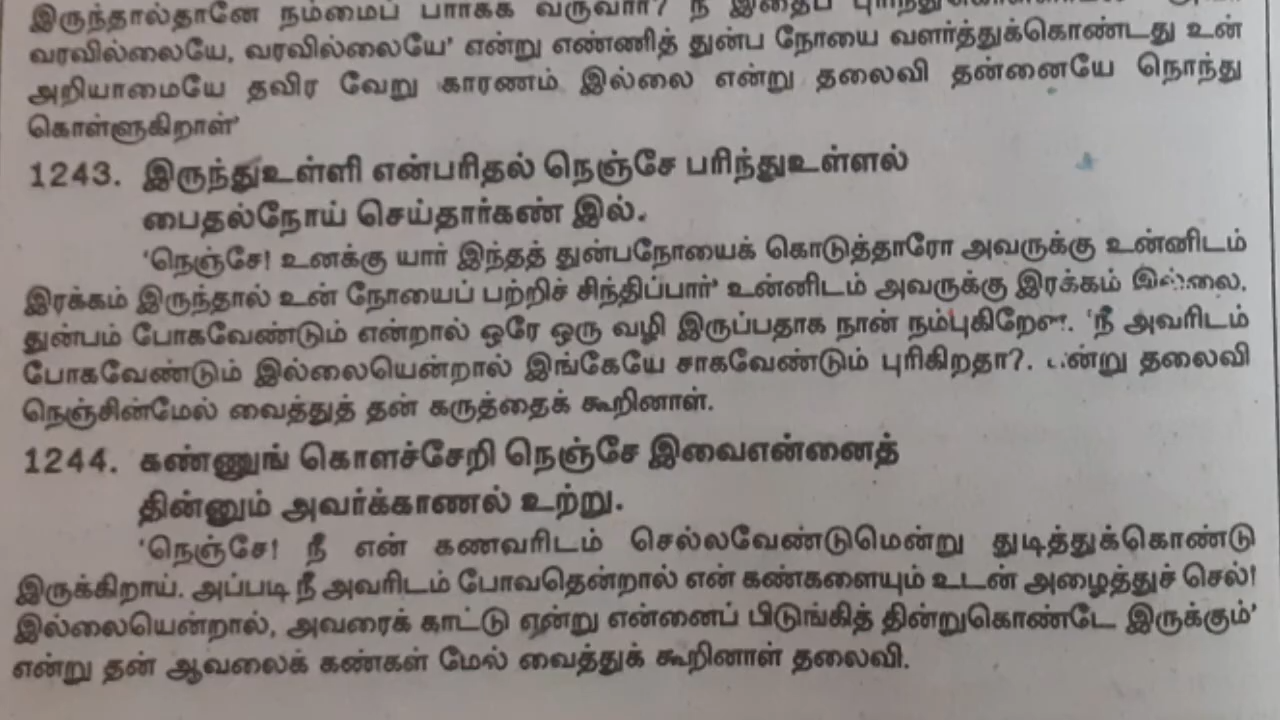 இருந்தால்தானே நம்மைப் பார்க்க வருவார்? நீ இதைப்
வரவில்லையே, வரவில்லையே' என்று எண்ணித் துன்ப நோயை வளர்த்துக்கொண்டது உன்
அறியாமையே தவிர வேறு காரணம் இல்லை என்று தலைவி தன்னையே நொந்து
கொள்ளுகிறாள்'
1243. இருந்துஉள்ளி என்பரிதல் நெஞ்சே பரிந்துஉள்ளல்
பைதல்நோய் செய்தார்கண் இல்.
'நெஞ்சே! உனக்கு யார் இந்தத் துன்பநோயைக் கொடுத்தாரோ அவருக்கு உன்னிடம்
இரக்கம் இருந்தால் உன் நோயைப் பற்றிச் சிந்திப்பார்' உன்னிடம் அவருக்கு இரக்கம் இல்லை.
துன்பம் போகவேண்டும் என்றால் ஒரே ஒரு வழி இருப்பதாக நான் நம்புகிறேன். 'நீ அவரிடம்
போகவேண்டும் இல்லையென்றால் இங்கேயே சாகவேண்டும் புரிகிறதா?. என்று தலைவி
நெஞ்சின்மேல் வைத்துத் தன் கருத்தைக் கூறினாள்.
1244. கண்ணுங் கொளச்சேறி நெஞ்சே இவைஎன்னைத்
தின்னும் அவர்க்காணல் உற்று.
'நெஞ்சே! நீ என் கணவரிடம் செல்லவேண்டுமென்று துடித்துக்கொண்டு
இருக்கிறாய். அப்படி நீ அவரிடம் போவதென்றால் என் கண்களையும் உடன் அழைத்துச் செல்!
இல்லையென்றால், அவரைக் காட்டு என்று என்னைப் பிடுங்கித் தின்றுகொண்டே இருக்கும்'
என்று தன் ஆவலைக் கண்கள் மேல் வைத்துக் கூறினாள் தலைவி.